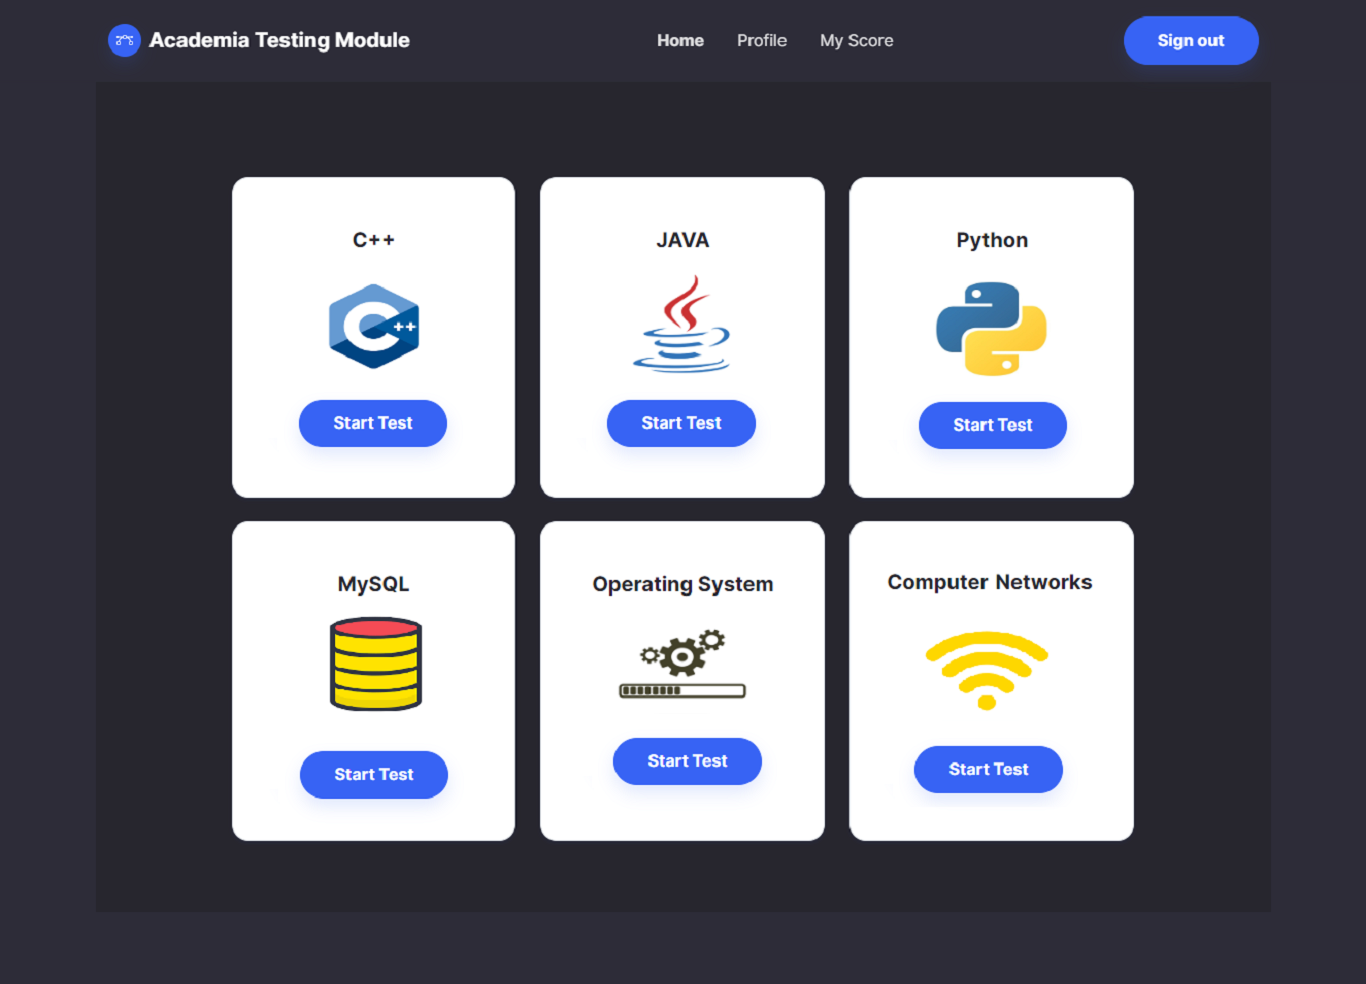 Academia Testing Module
Home Profile My Score
Sign out
C++
JAVA
Python
C ++
Start Test
Start Test
Start Test
MySQL
Operating System
Computer Networks
Start Test
Start Test
Start Test